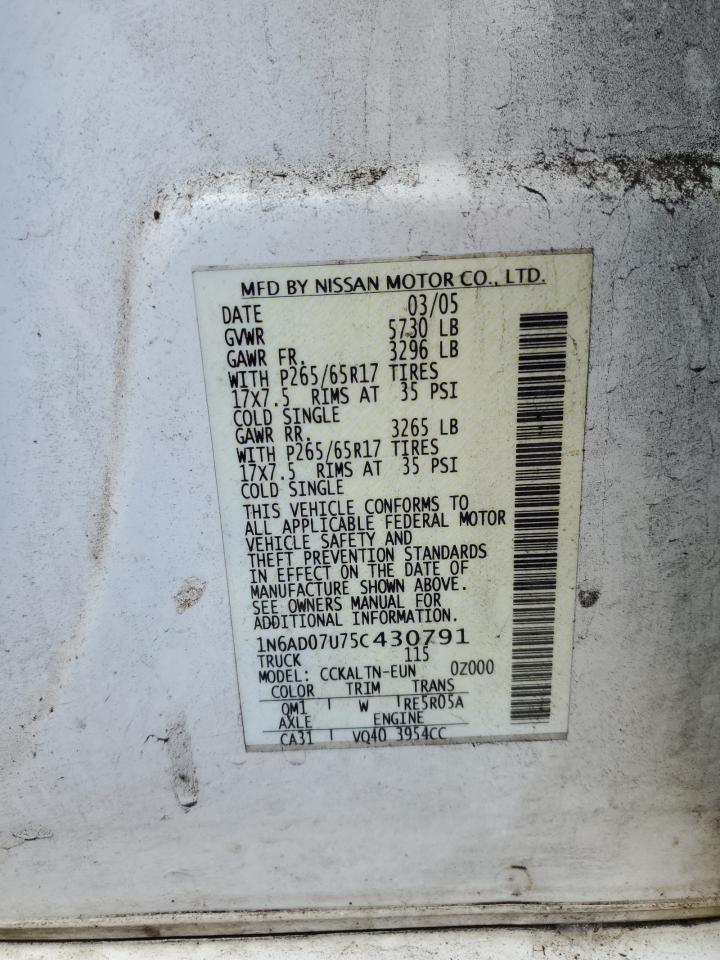 MFD BY NISSAN MOTOR CO., LTD.
DATE 03/05
GVWR 5730 LB
GAWR FR. 3296 LB
WITH P265/65R17 TIRES
17X7.5 RIMS AT 35 PSI
COLD SINGLE
GAWR RR. 3265 LB
WITH P265/65R17 TIRES
17X7.5 RIMS AT 35 PSI
COLD SINGLE
THIS VEHICLE CONFORMS TO
ALL APPLICABLE FEDERAL MOTOR
VEHICLE SAFETY AND
THEFT PREVENTION STANDARDS
IN EFFECT ON THE DATE OF
MANUFACTURE SHOWN ABOVE.
SEE OWNERS MANUAL FOR
ADDITIONAL INFORMATION.
1N6AD07U75C430791
TRUCK 115
MODEL: CCKALTN-EUN 0Z000
COLOR TRIM TRANS
QM1 W RE5R05A
AXLE ENGINE
CA31 VQ40 3954CC